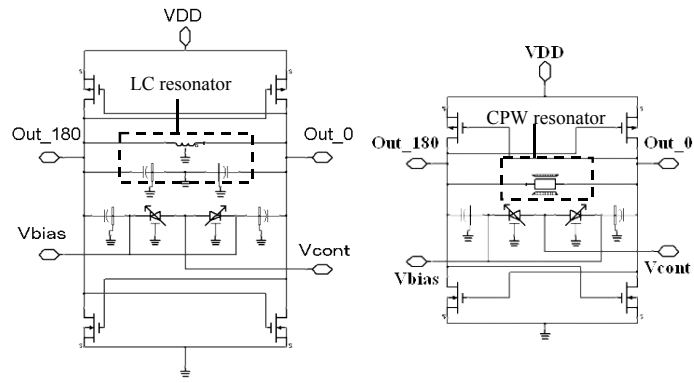 VDD
LC resonator
Out_180
Out_0
Vbias
Vcont
s
s
s
s
VDD
CPW resonator
Out_180
Out_0
Vbias
Vcont
s
s
s
s